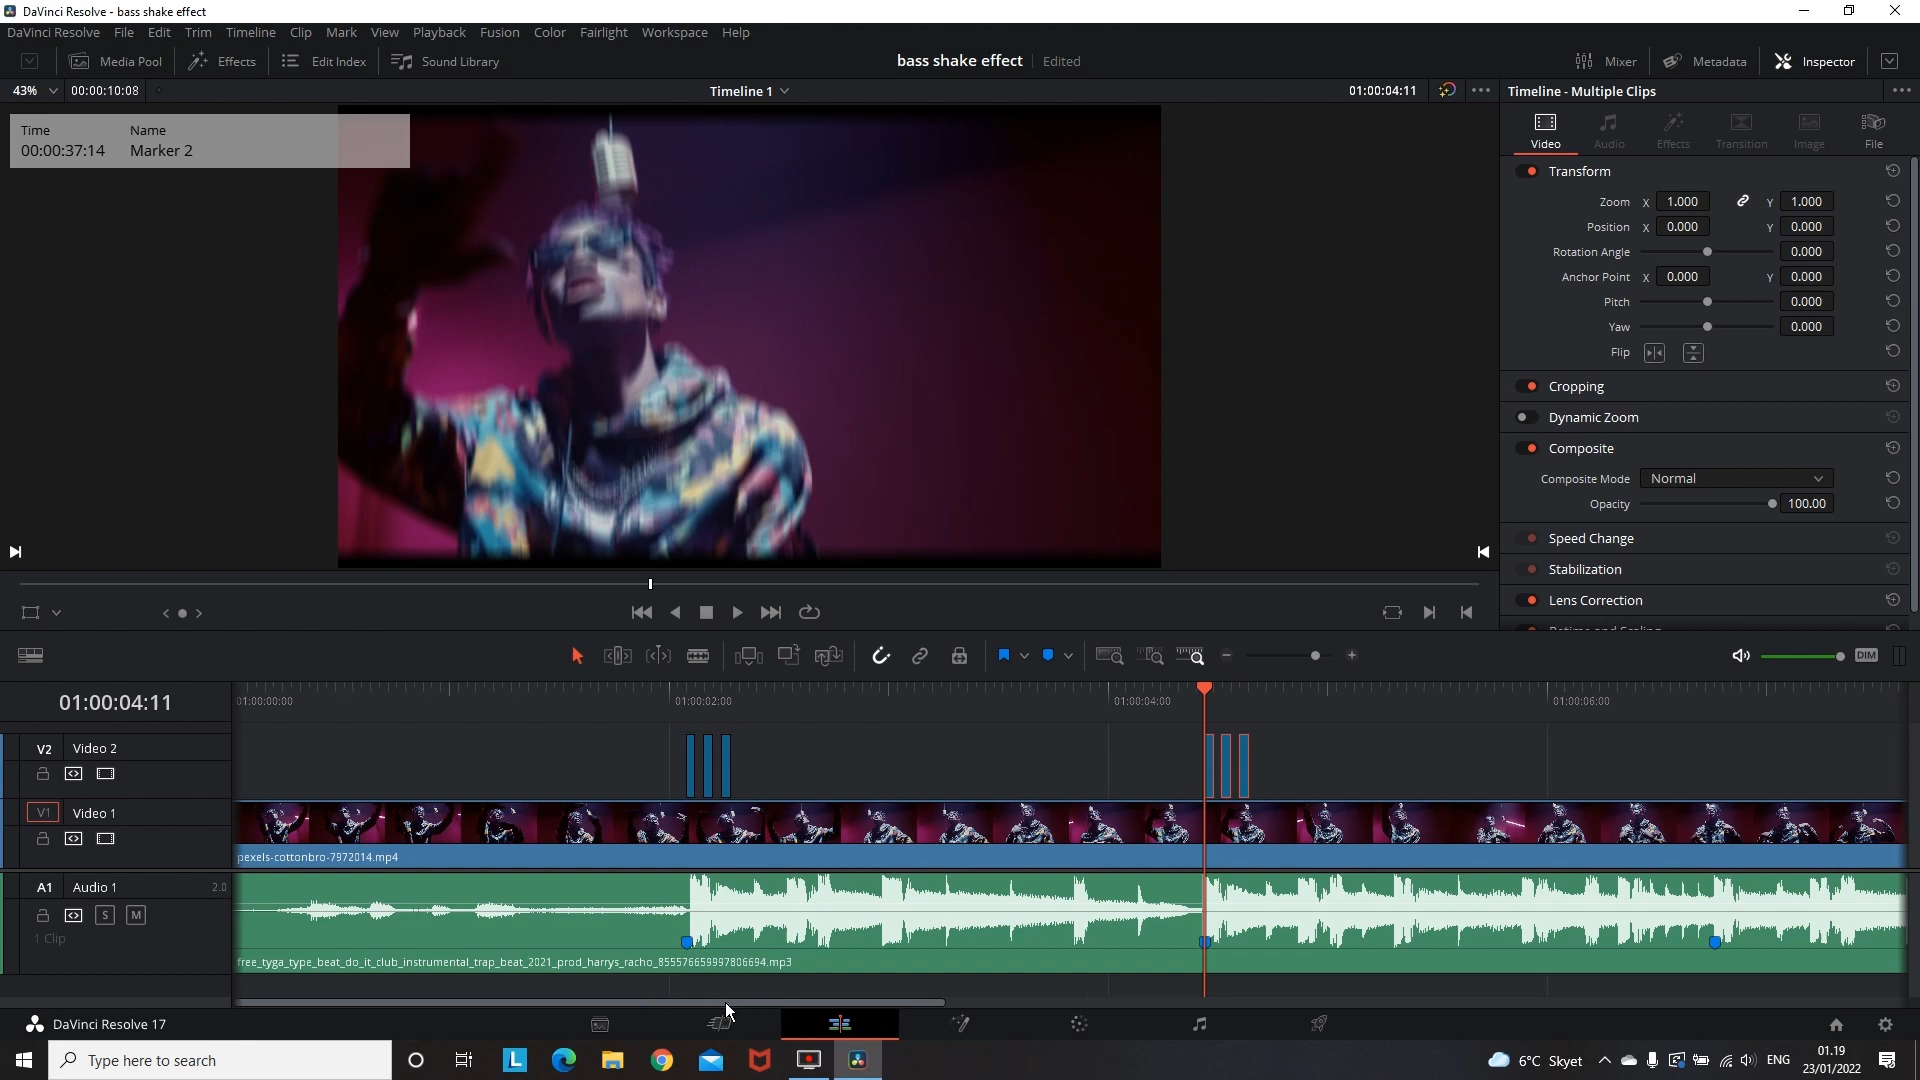 DaVinci Resolve - bass shake effect
DaVinci Resolve File Edit Trim Timeline Clip Mark View Playback Fusion Color Fairlight Workspace Help
Media Pool Effects Edit Index Sound Library bass shake effect Edited Mixer Metadata Inspector
43% 00:00:10:08 Timeline 1 01:00:04:11 Timeline - Multiple Clips
Time Name
00:00:37:14 Marker 2
Video Audio Effects Transition Image File
Transform
Zoom X 1.000 Y 1.000
Position X 0.000 Y 0.000
Rotation Angle 0.000
Anchor Point X 0.000 Y 0.000
Pitch 0.000
Yaw 0.000
Flip
Cropping
Dynamic Zoom
Composite
Composite Mode Normal
Opacity 100.00
Speed Change
Stabilization
Lens Correction
DIM
01:00:04:11 01:00:00:00 01:00:02:00 01:00:04:00 01:00:06:00
V2 Video 2
V1 Video 1
pexels-cottonbro-7972014.mp4
A1 Audio 1 2.0
S M
1 Clip
free_tyga_type_beat_do_it_club_instrumental_trap_beat_2021_prod_harrys_racho_855576659997806694.mp3
DaVinci Resolve 17
Type here to search L 6°C Skyet ENG 01.19
23/01/2022